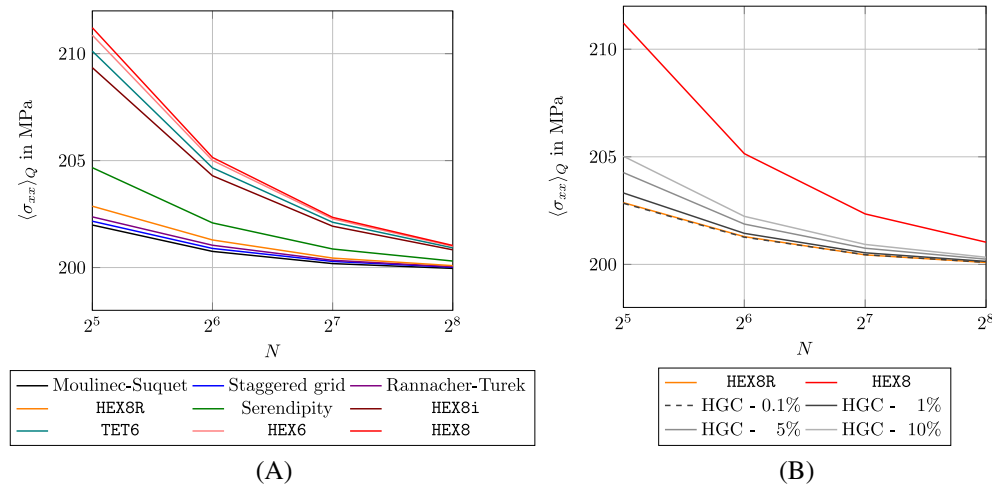 210
205
200
⟨σxx⟩Q in MPa
2^5 2^6 2^7 2^8
N
Moulinec-Suquet Staggered grid Rannacher-Turek
HEX8R Serendipity HEX8i
TET6 HEX6 HEX8
(A)
210
205
200
⟨σxx⟩Q in MPa
2^5 2^6 2^7 2^8
N
HEX8R HEX8
HGC - 0.1% HGC - 1%
HGC - 5% HGC - 10%
(B)